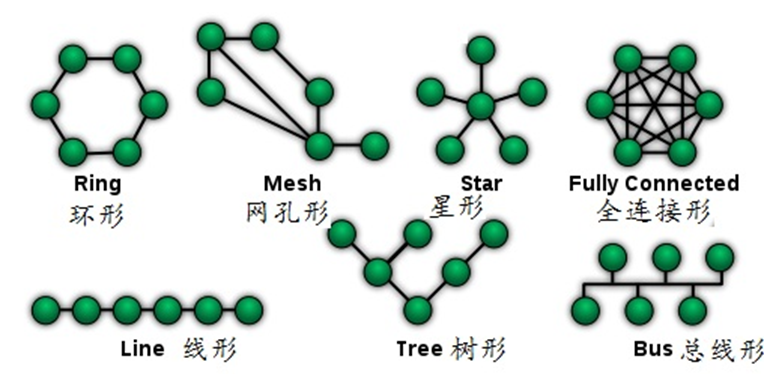 Ring
环形
Mesh
网孔形
Star
星形
Fully Connected
全连接形
Line 线形
Tree 树形
Bus 总线形